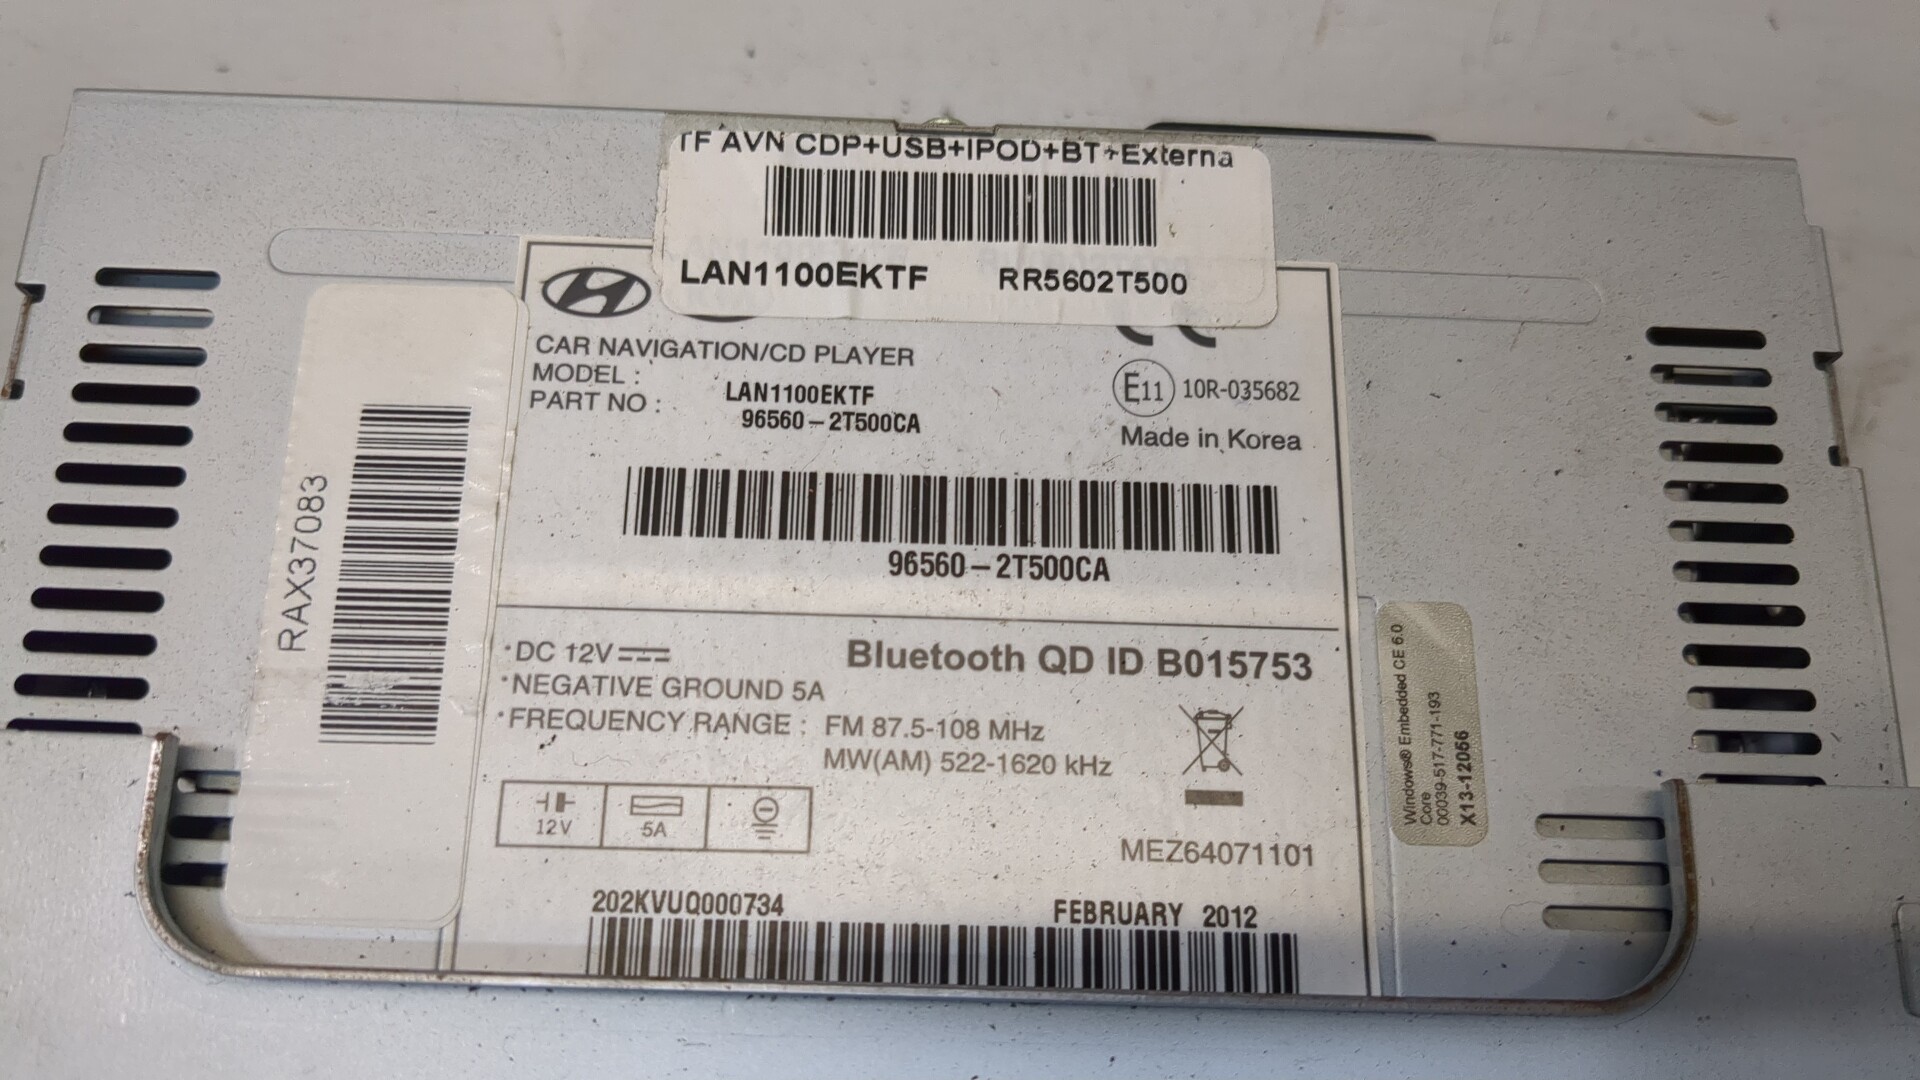 TF AVN CDP+USB+IPOD+BT+Externa
LAN1100EKTF RR5602T500
CAR NAVIGATION/CD PLAYER
MODEL : LAN1100EKTF
PART NO : 96560-2T500CA
E11 10R-035682
Made in Korea
96560-2T500CA
RAX37083
•DC 12V
Bluetooth QD ID B015753
•NEGATIVE GROUND 5A
•FREQUENCY RANGE : FM 87.5-108 MHz
MW(AM) 522-1620 kHz
12V 5A
MEZ64071101
202KVUQ000734 FEBRUARY 2012
Windows® Embedded CE 6.0
Core
00039-517-771-193
X13-12056